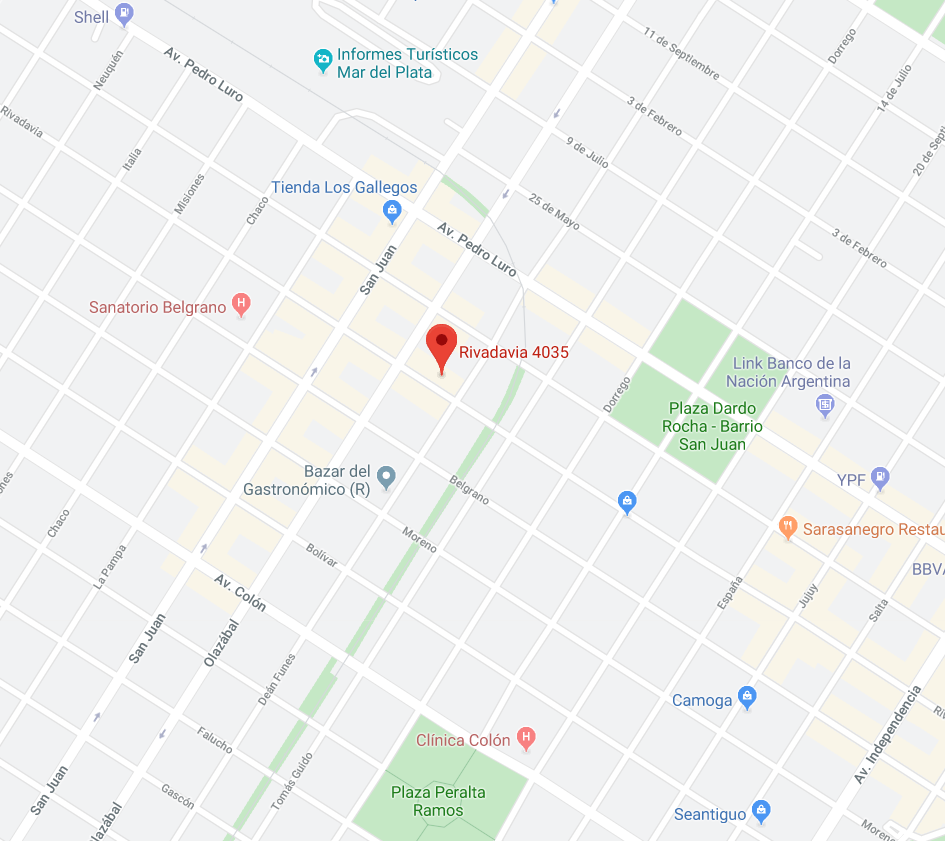 Shell
Av. Pedro Luro
Neuquén
Informes Turísticos
Mar del Plata
11 de Septiembre
Dorrego
14 de Julio
Rivadavia
Italia
Misiones
Chaco
3 de Febrero
9 de Julio
Tienda Los Gallegos
25 de Mayo
Av. Pedro Luro
3 de Febrero
San Juan
Sanatorio Belgrano
Rivadavia 4035
Dorrego
Link Banco de la
Nación Argentina
Plaza Dardo
Rocha - Barrio
San Juan
Bazar del
Gastronómico (R)
Belgrano
YPF
Sarasanegro Restau
Chaco
La Pampa
Moreno
Bolívar
Av. Colón
BBVA
España
Jujuy
Salta
San Juan
Olazábal
Deán Funes
Camoga
Av. Independencia
Falucho
Clínica Colón
San Juan
Gascón
Tomás Guido
Plaza Peralta
Ramos
Seantiguo
Moreno